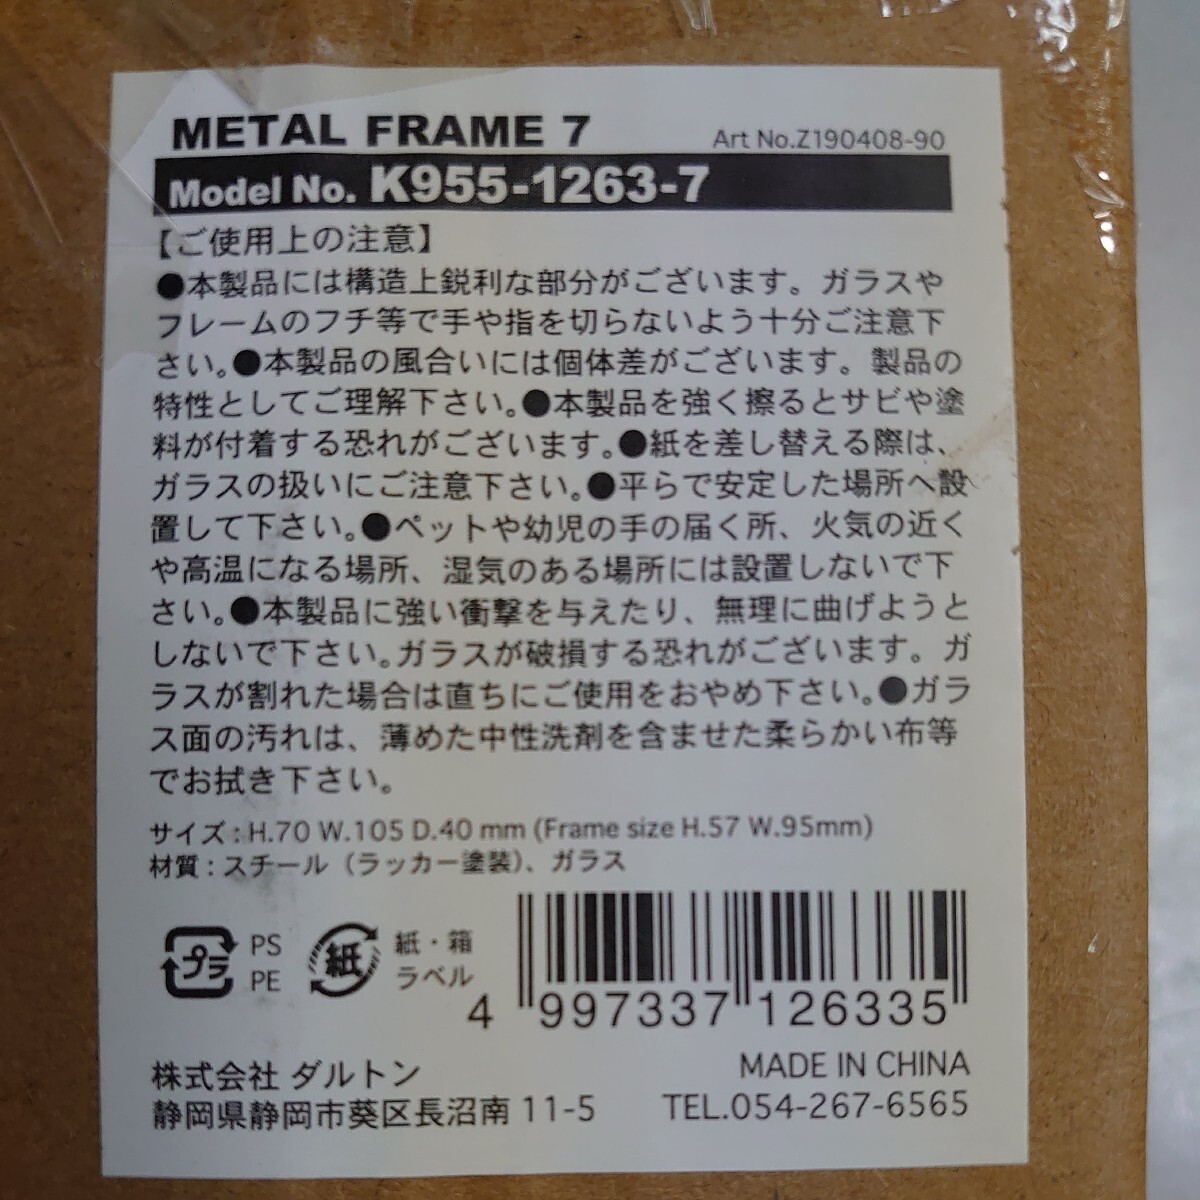 METAL FRAME 7
Art No.Z190408-90
Model No. K955-1263-7
【ご使用上の注意】
●本製品には構造上鋭利な部分がございます。ガラスや
フレームのフチ等で手や指を切らないよう十分ご注意下
さい。●本製品の風合いには個体差がございます。製品の
特性としてご理解下さい。●本製品を強く擦るとサビや塗
料が付着する恐れがございます。●紙を差し替える際は、
ガラスの扱いにご注意下さい。●平らで安定した場所へ設
置して下さい。●ペットや幼児の手の届く所、火気の近く
や高温になる場所、湿気のある場所には設置しないで下
さい。●本製品に強い衝撃を与えたり、無理に曲げようと
しないで下さい。ガラスが破損する恐れがございます。ガ
ラスが割れた場合は直ちにご使用をおやめ下さい。●ガラ
ス面の汚れは、薄めた中性洗剤を含ませた柔らかい布等
でお拭き下さい。
サイズ : H.70 W.105 D.40 mm (Frame size H.57 W.95mm)
材質 : スチール（ラッカー塗装）、ガラス
プラ
PS
PE
紙
紙・箱
ラベル
4 997337 126335
株式会社 ダルトン
MADE IN CHINA
静岡県静岡市葵区長沼南 11-5
TEL.054-267-6565